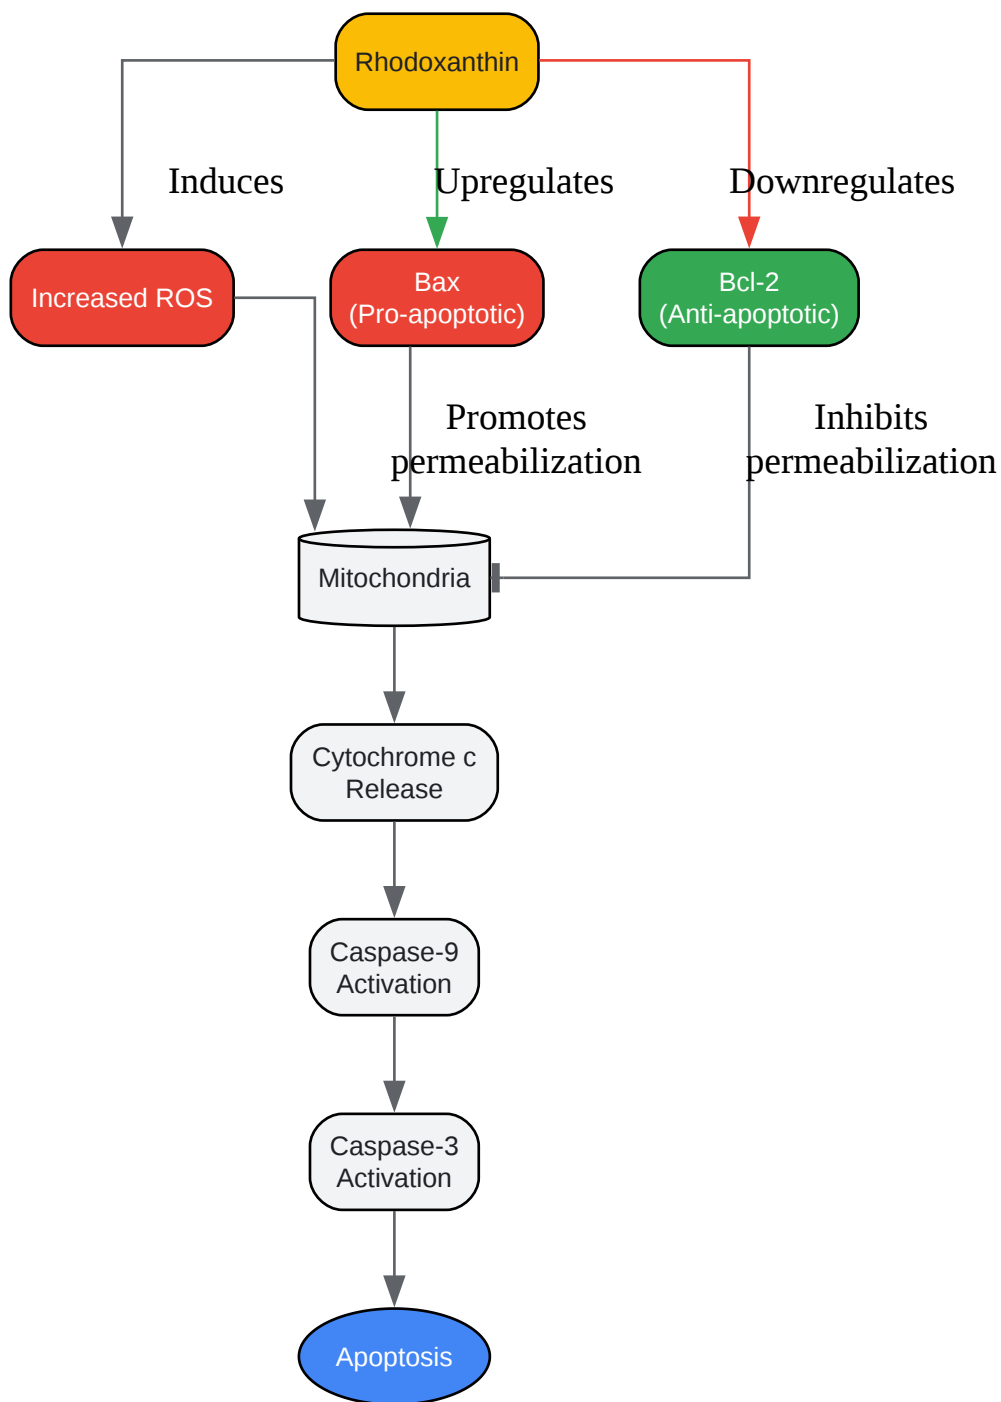 Rhodoxanthin
Induces
Upregulates
Downregulates
Increased ROS
Bax
(Pro-apoptotic)
Bcl-2
(Anti-apoptotic)
Promotes
permeabilization
Inhibits
permeabilization
Mitochondria
Cytochrome c
Release
Caspase-9
Activation
Caspase-3
Activation
Apoptosis